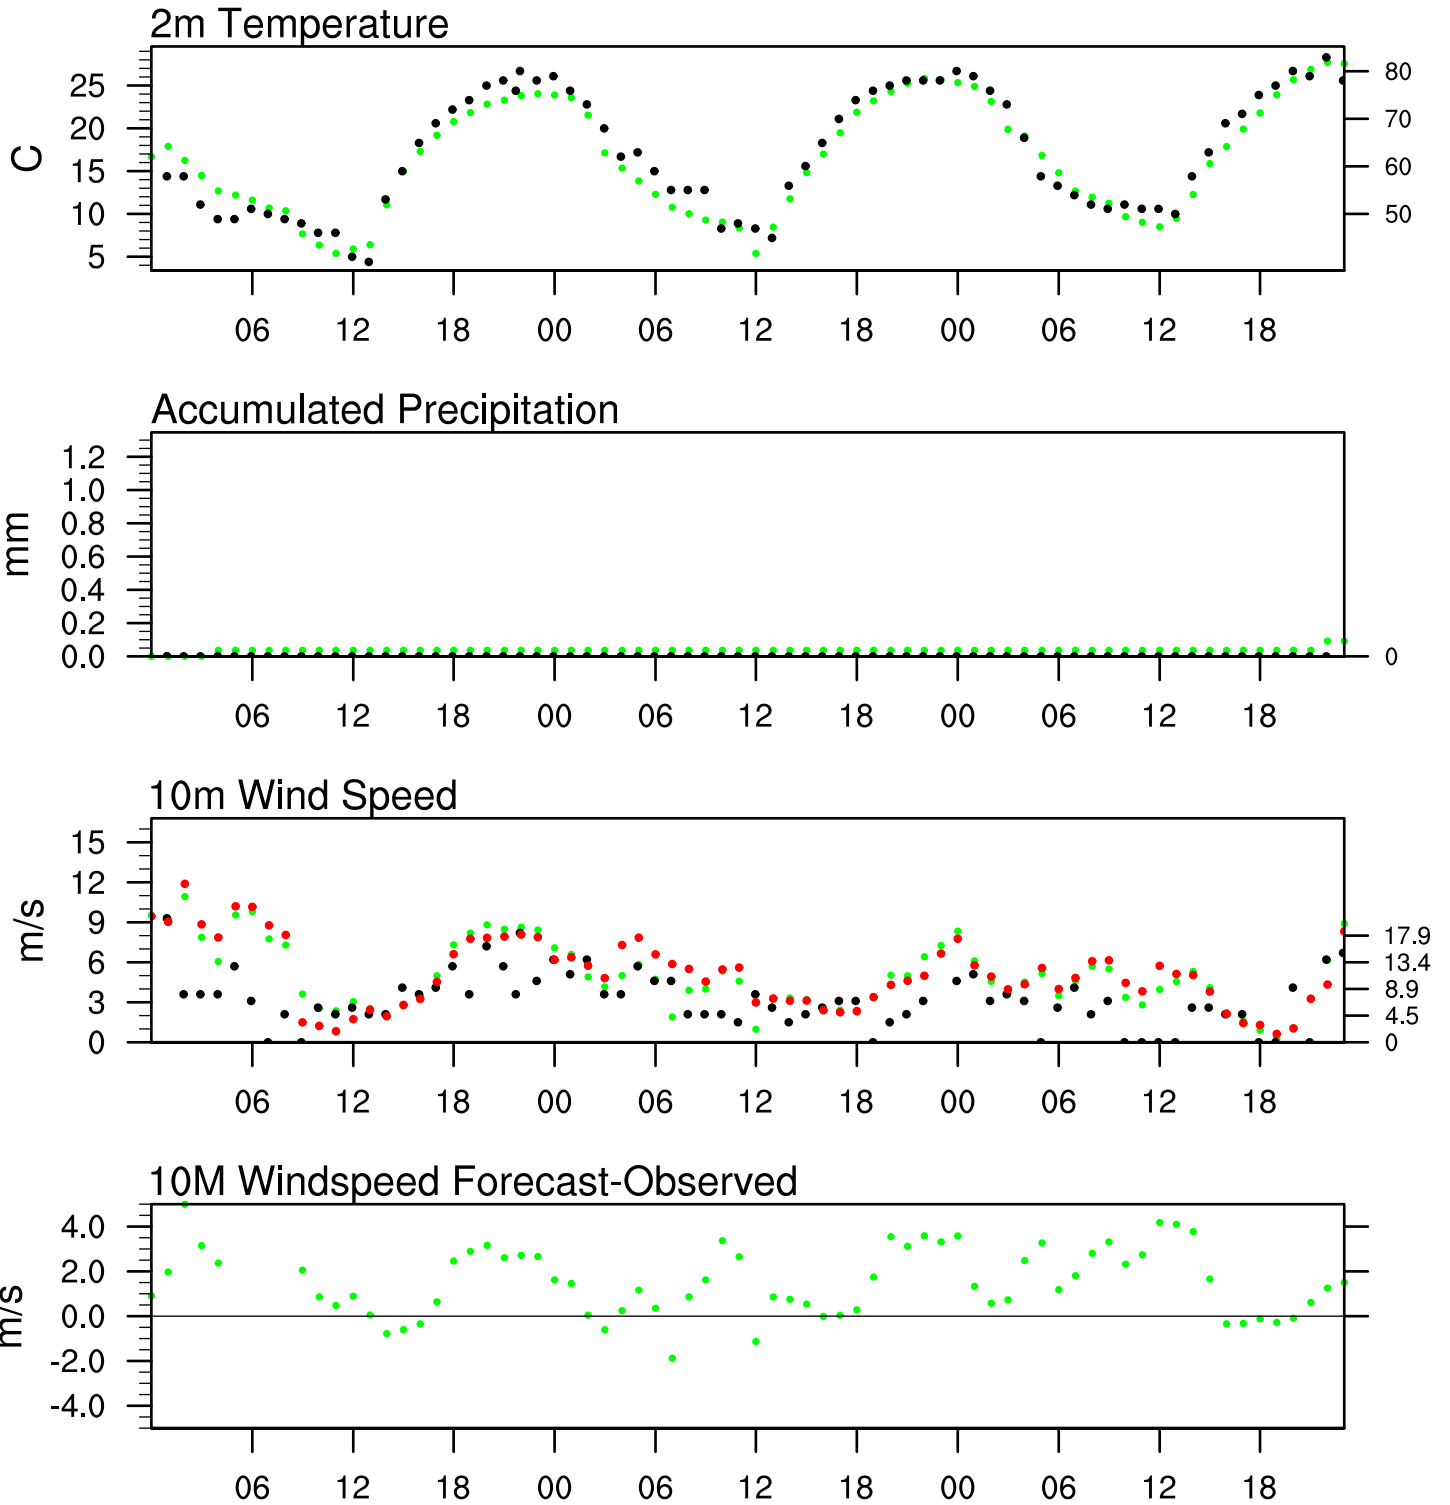 2m Temperature
25
20
15
10
5
C
80
70
60
50
06 12 18 00 06 12 18 00 06 12 18
Accumulated Precipitation
1.2
1.0
0.8
0.6
0.4
0.2
0.0
mm
0
06 12 18 00 06 12 18 00 06 12 18
10m Wind Speed
15
12
9
6
3
0
m/s
17.9
13.4
8.9
4.5
0
06 12 18 00 06 12 18 00 06 12 18
10M Windspeed Forecast-Observed
4.0
2.0
0.0
-2.0
-4.0
m/s
06 12 18 00 06 12 18 00 06 12 18